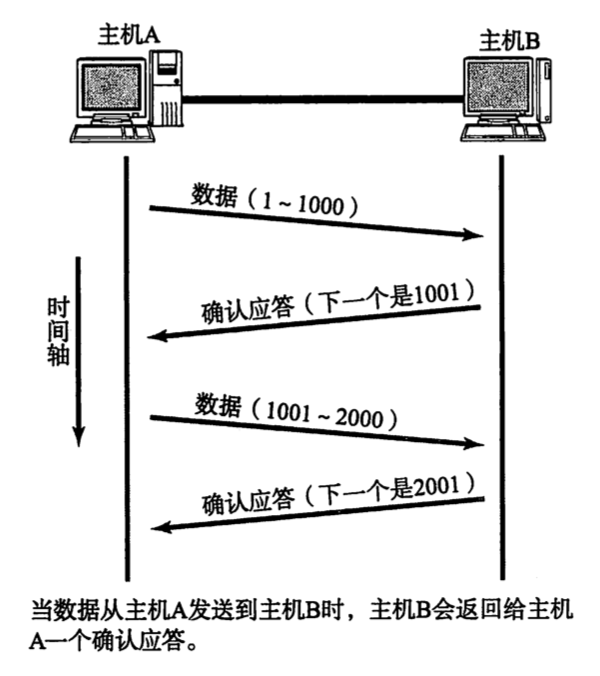 主机A
主机B
数据（1～1000）
确认应答（下一个是1001）
时间轴
数据（1001～2000）
确认应答（下一个是2001）
当数据从主机A发送到主机B时，主机B会返回给主机
A一个确认应答。